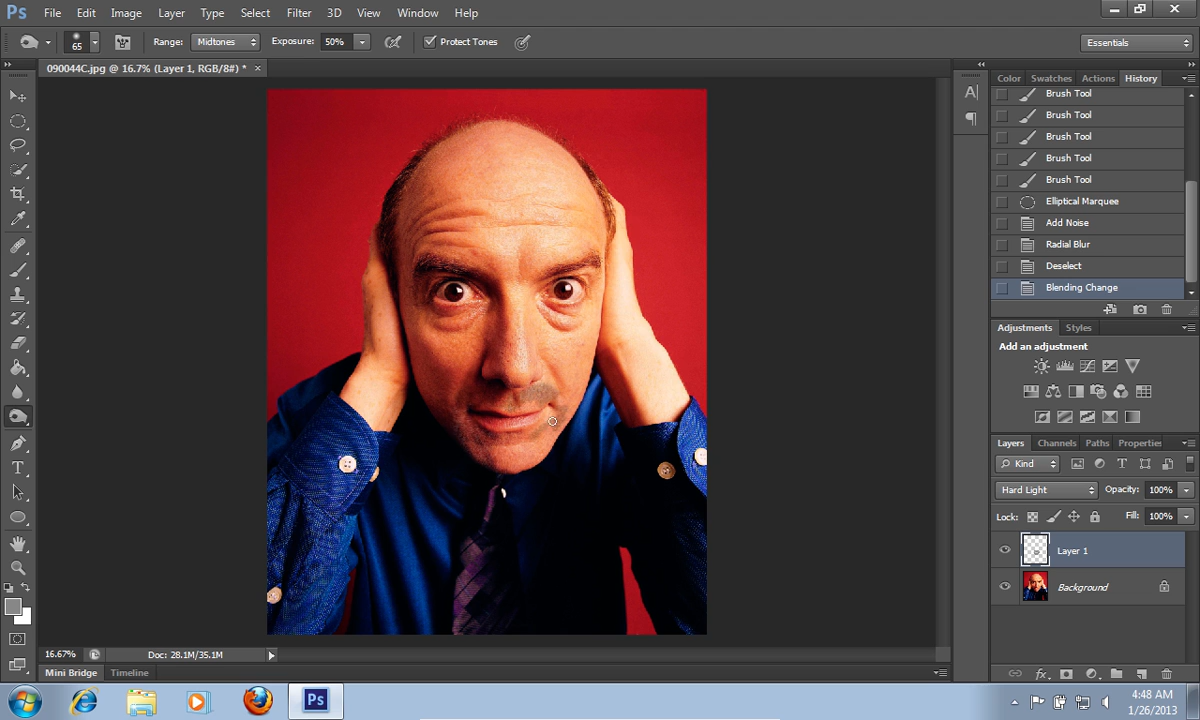 Ps File Edit Image Layer Type Select Filter 3D View Window Help
65 Range: Midtones Exposure: 50% Protect Tones Essentials
090044C.jpg @ 16.7% (Layer 1, RGB/8#) * ×
Color Swatches Actions History
Brush Tool
Brush Tool
Brush Tool
Brush Tool
Brush Tool
Elliptical Marquee
Add Noise
Radial Blur
Deselect
Blending Change
Adjustments Styles
Add an adjustment
Layers Channels Paths Properties
Kind
Hard Light Opacity: 100%
Lock: Fill: 100%
Layer 1
Background
16.67% Doc: 28.1M/35.1M
Mini Bridge Timeline
Ps
4:48 AM
1/26/2013